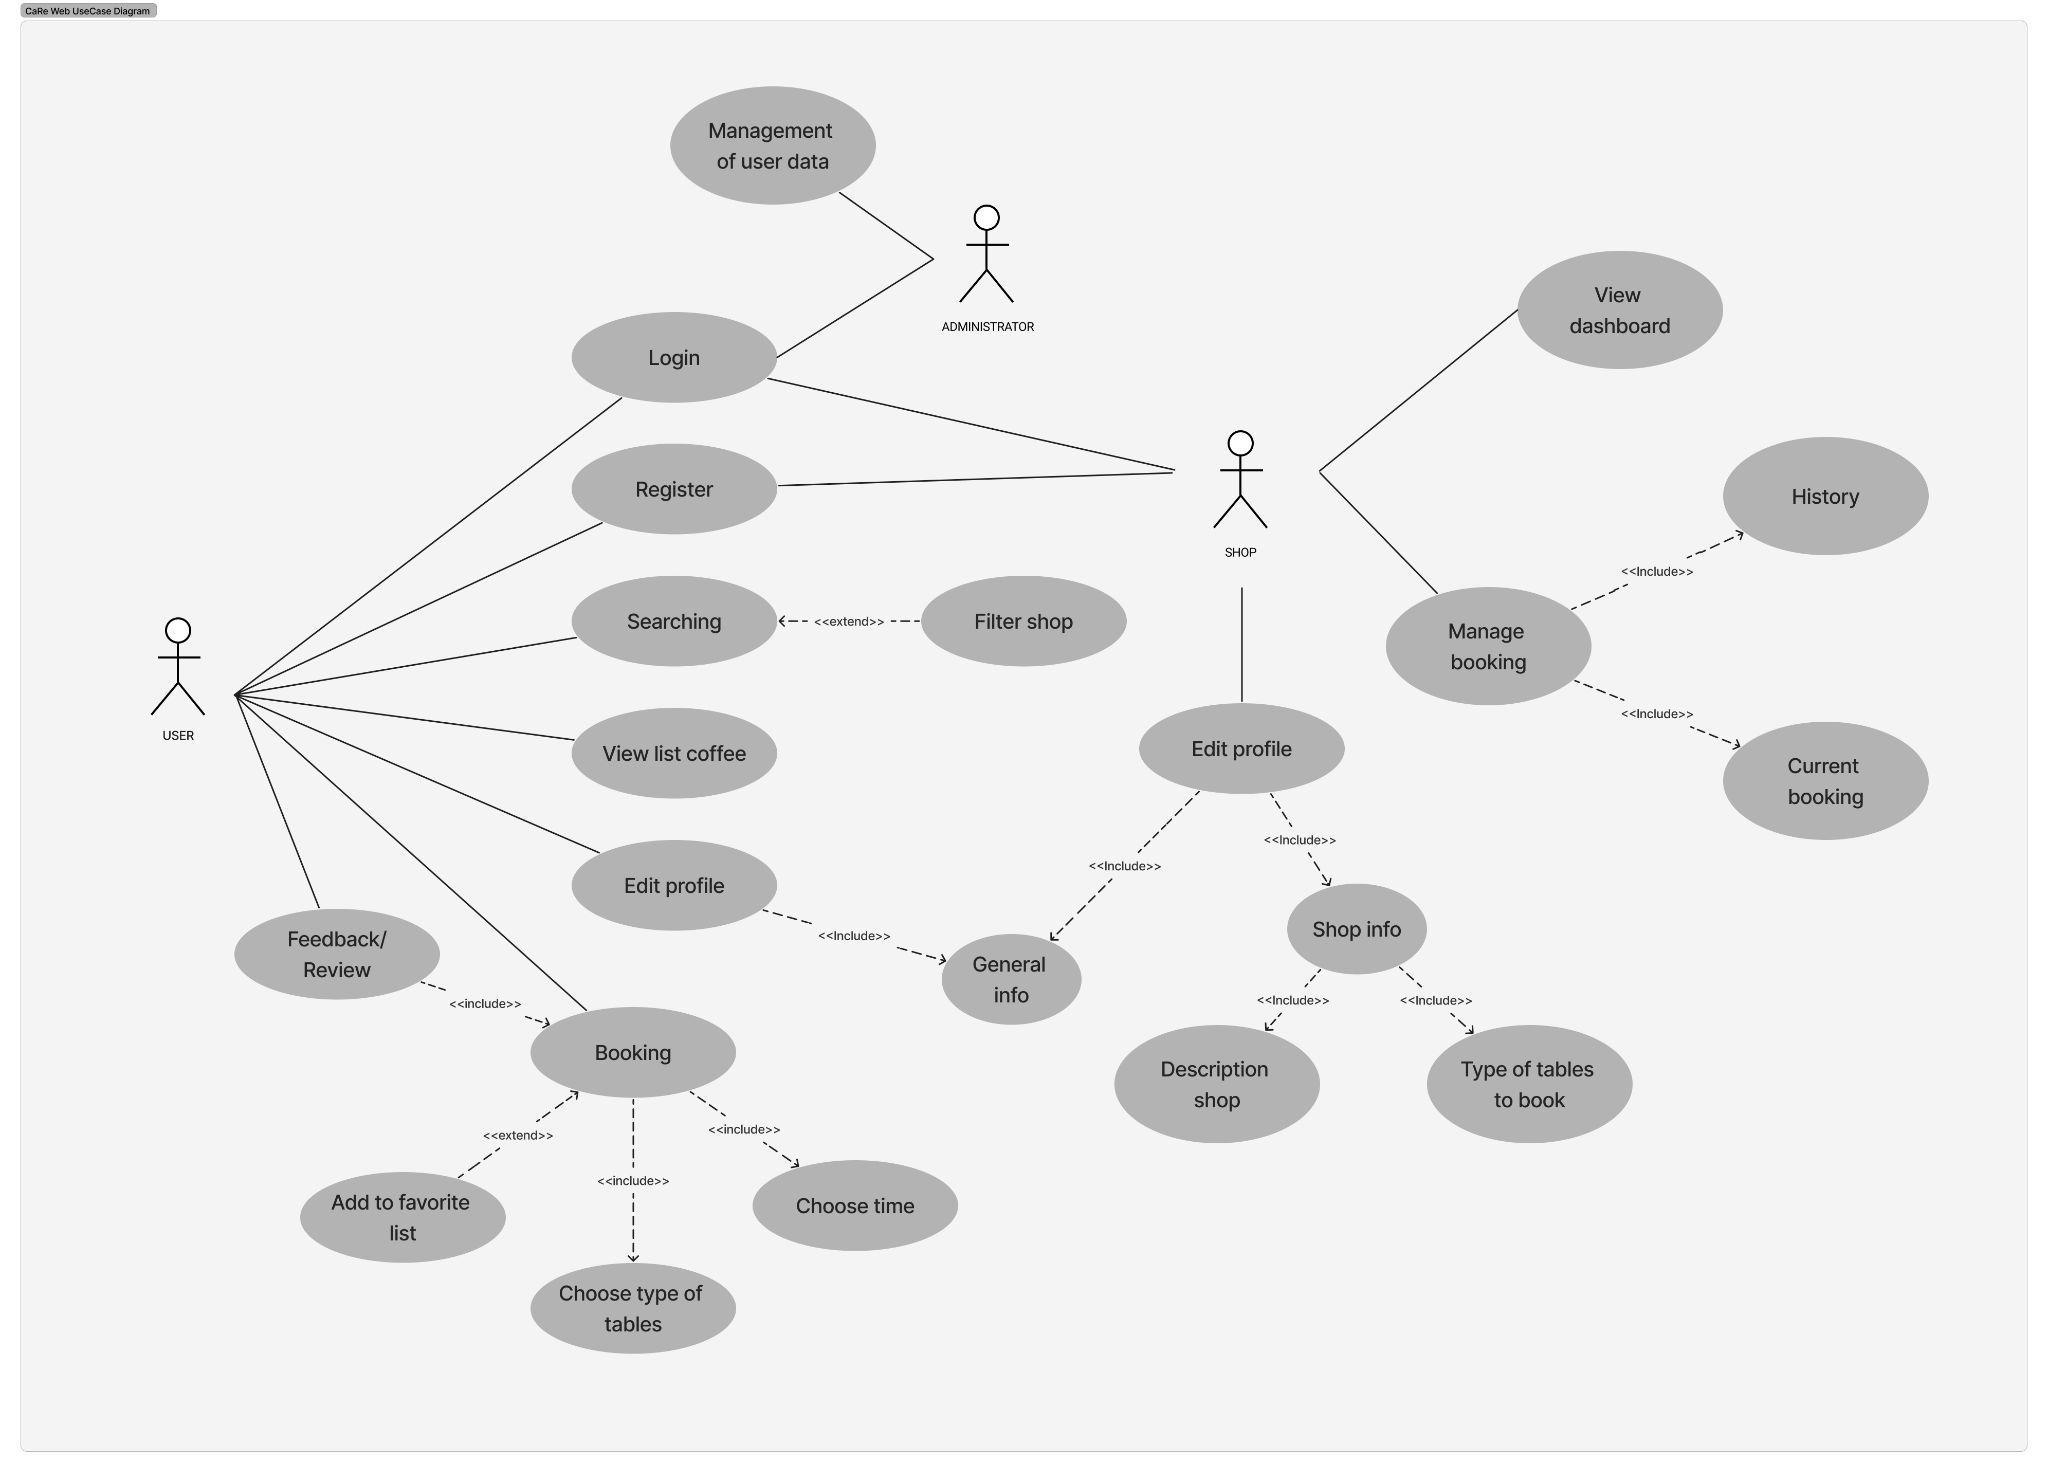 CaRe Web UseCase Diagram
Management
of user data
ADMINISTRATOR
View
dashboard
Login
History
Register
SHOP
<<Include>>
Searching
<<extend>>
Filter shop
Manage
booking
USER
<<Include>>
View list coffee
Edit profile
Current
booking
<<Include>>
<<Include>>
Edit profile
<<Include>>
Shop info
Feedback/
Review
General
info
<<include>>
<<Include>>
<<Include>>
Booking
Description
shop
Type of tables
to book
<<extend>>
<<include>>
<<include>>
Add to favorite
list
Choose time
Choose type of
tables